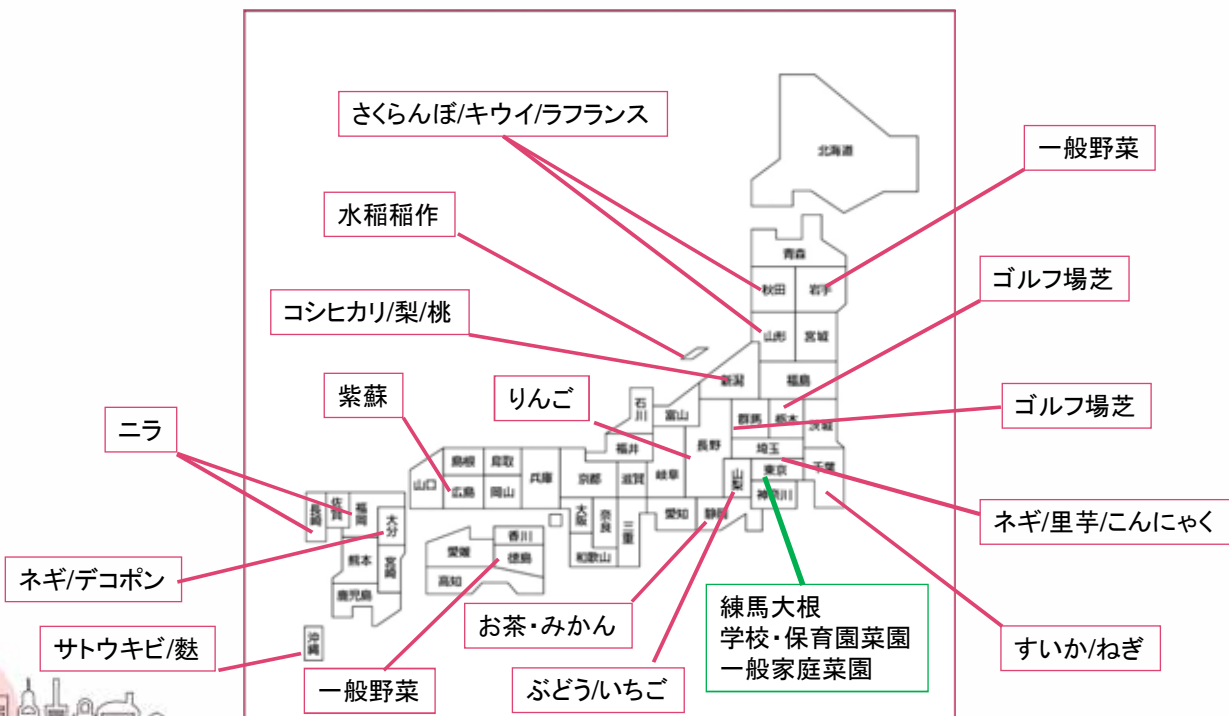 さくらんぼ/キウイ/ラフランス
一般野菜
水稲稲作
ゴルフ場芝
コシヒカリ/梨/桃
紫蘇
りんご
ゴルフ場芝
ニラ
ネギ/里芋/こんにゃく
ネギ/デコポン
お茶・みかん
練馬大根
学校・保育園菜園
一般家庭菜園
すいか/ねぎ
サトウキビ/麩
一般野菜
ぶどう/いちご
北海道
青森
秋田
岩手
山形
宮城
新潟
福島
石川
富山
群馬
栃木
茨城
福井
長野
埼玉
千葉
島根
鳥取
兵庫
京都
滋賀
岐阜
山梨
東京
山口
広島
岡山
神奈川
長崎
佐賀
福岡
大分
大阪
奈良
三重
愛知
静岡
香川
和歌山
愛媛
徳島
高知
熊本
宮崎
鹿児島
沖縄